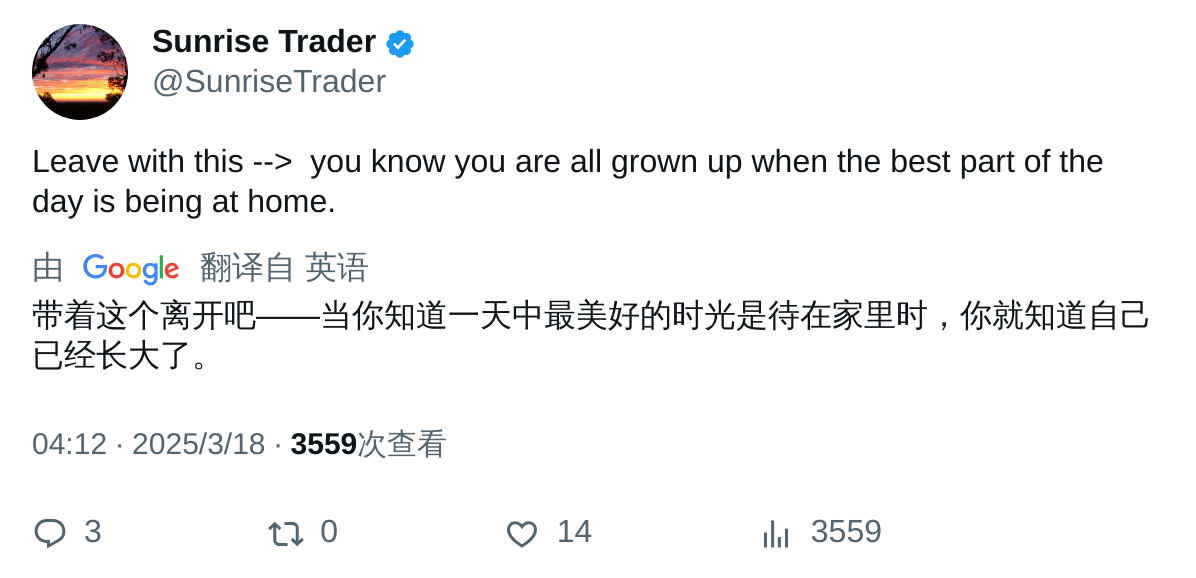 Sunrise Trader
@SunriseTrader
Leave with this -->  you know you are all grown up when the best part of the
day is being at home.
由 Google 翻译自 英语
带着这个离开吧——当你知道一天中最美好的时光是待在家里时，你就知道自己
已经长大了。
04:12 · 2025/3/18 · 3559次查看
3 0 14 3559